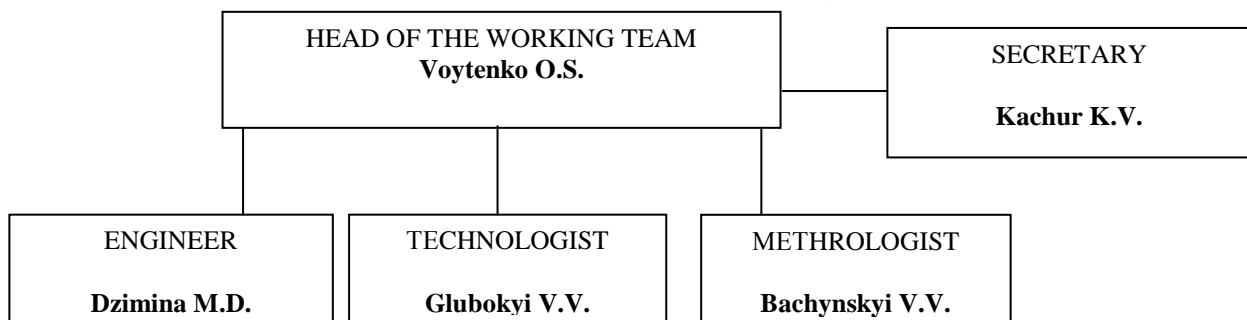 HEAD OF THE WORKING TEAM
Voytenko O.S.
SECRETARY
Kachur K.V.
ENGINEER
Dzimina M.D.
TECHNOLOGIST
Glubokyi V.V.
METHROLOGIST
Bachynskyi V.V.